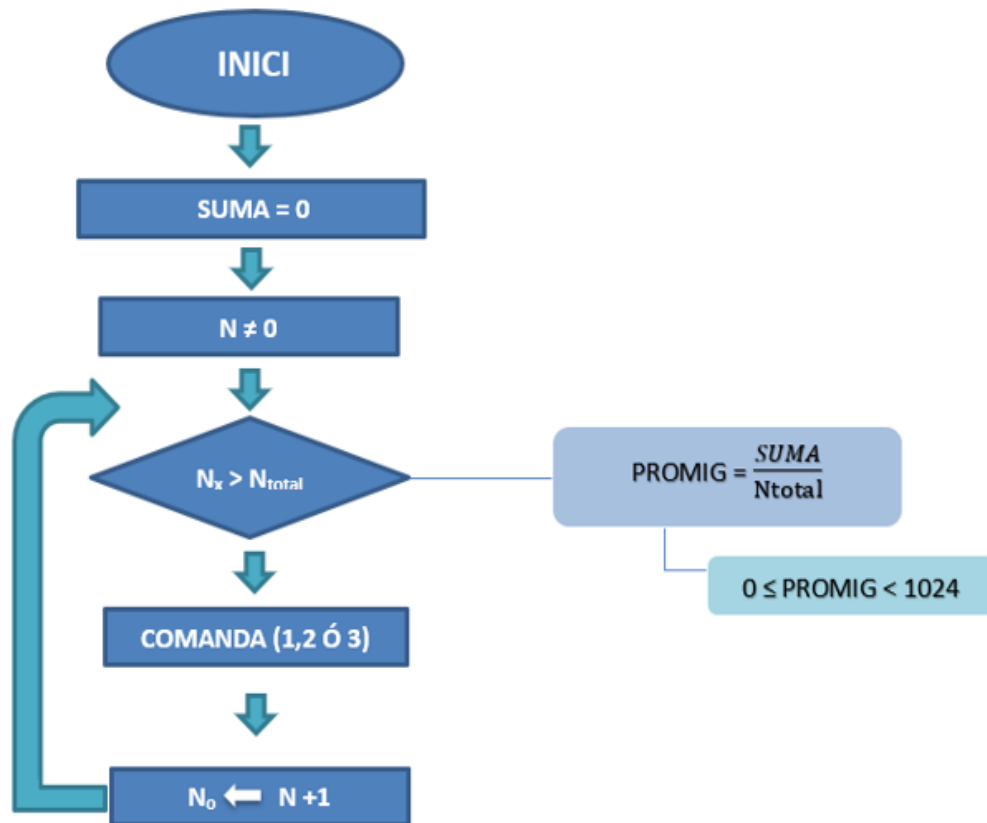 INICI
SUMA = 0
N ≠ 0
Nₓ > Nₜₒₜₐₗ
PROMIG = SUMA
Ntotal
0 ≤ PROMIG < 1024
COMANDA (1,2 Ó 3)
Nₒ ← N +1